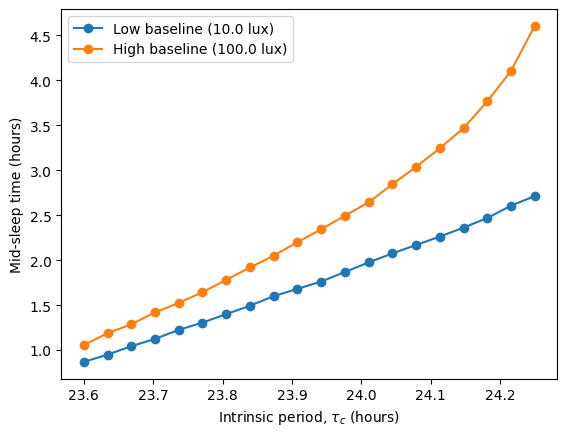 Low baseline (10.0 lux)
High baseline (100.0 lux)
4.5
4.0
3.5
3.0
2.5
2.0
1.5
1.0
Mid-sleep time (hours)
23.6 23.7 23.8 23.9 24.0 24.1 24.2
Intrinsic period, τc (hours)